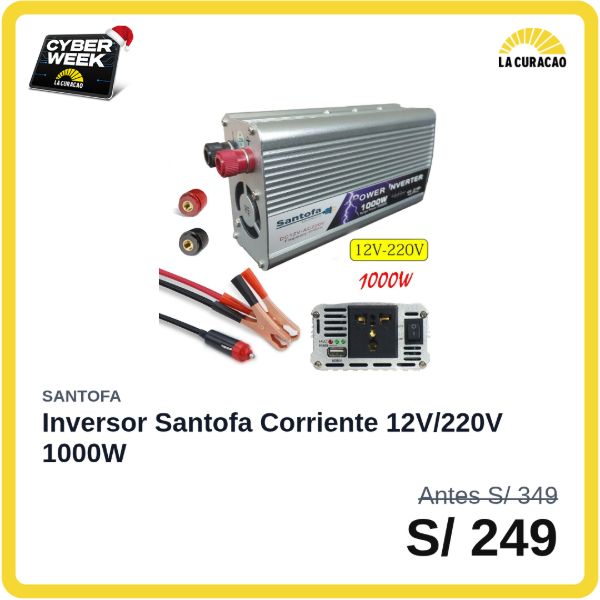 CYBER
WEEK
LA CURACAO
LA CURACAO
POWER INVERTER
1000W
Santofa
12V-220V
1000W
SANTOFA
Inversor Santofa Corriente 12V/220V
1000W
Antes S/ 349
S/ 249